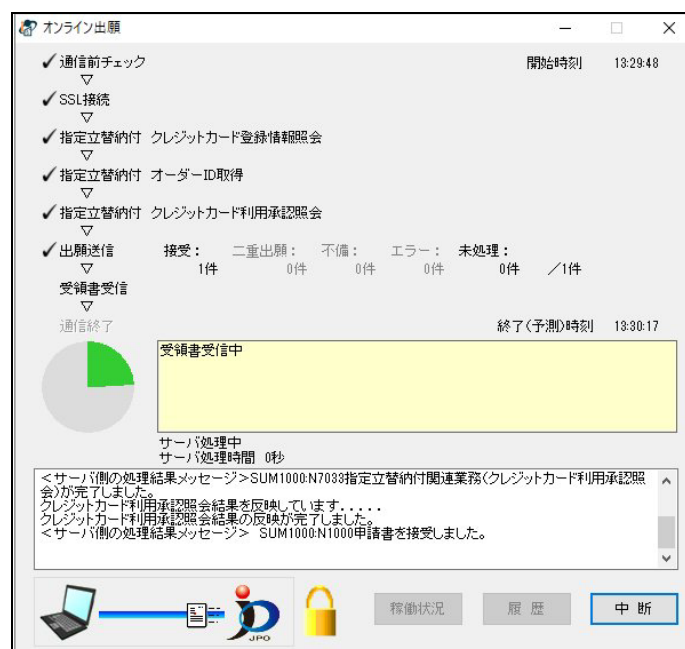 オンライン出願
✓通信前チェック 開始時刻 13:29:48
▽
✓SSL接続
▽
✓指定立替納付 クレジットカード登録情報照会
▽
✓指定立替納付 オーダーID取得
▽
✓指定立替納付 クレジットカード利用承認照会
▽
✓出願送信 接受： 二重出願： 不備： エラー： 未処理：
▽ 1件 0件 0件 0件 0件 ／1件
受領書受信
▽
通信終了 終了(予測)時刻 13:30:17
受領書受信中
サーバ処理中
サーバ処理時間 0秒
＜サーバ側の処理結果メッセージ＞SUM1000:N7033指定立替納付関連業務(クレジットカード利用承認照
会)が完了しました。
クレジットカード利用承認照会結果を反映しています.....
クレジットカード利用承認照会結果の反映が完了しました。
＜サーバ側の処理結果メッセージ＞ SUM1000:N1000申請書を接受しました。
JPO
稼働状況 履 歴 中 断